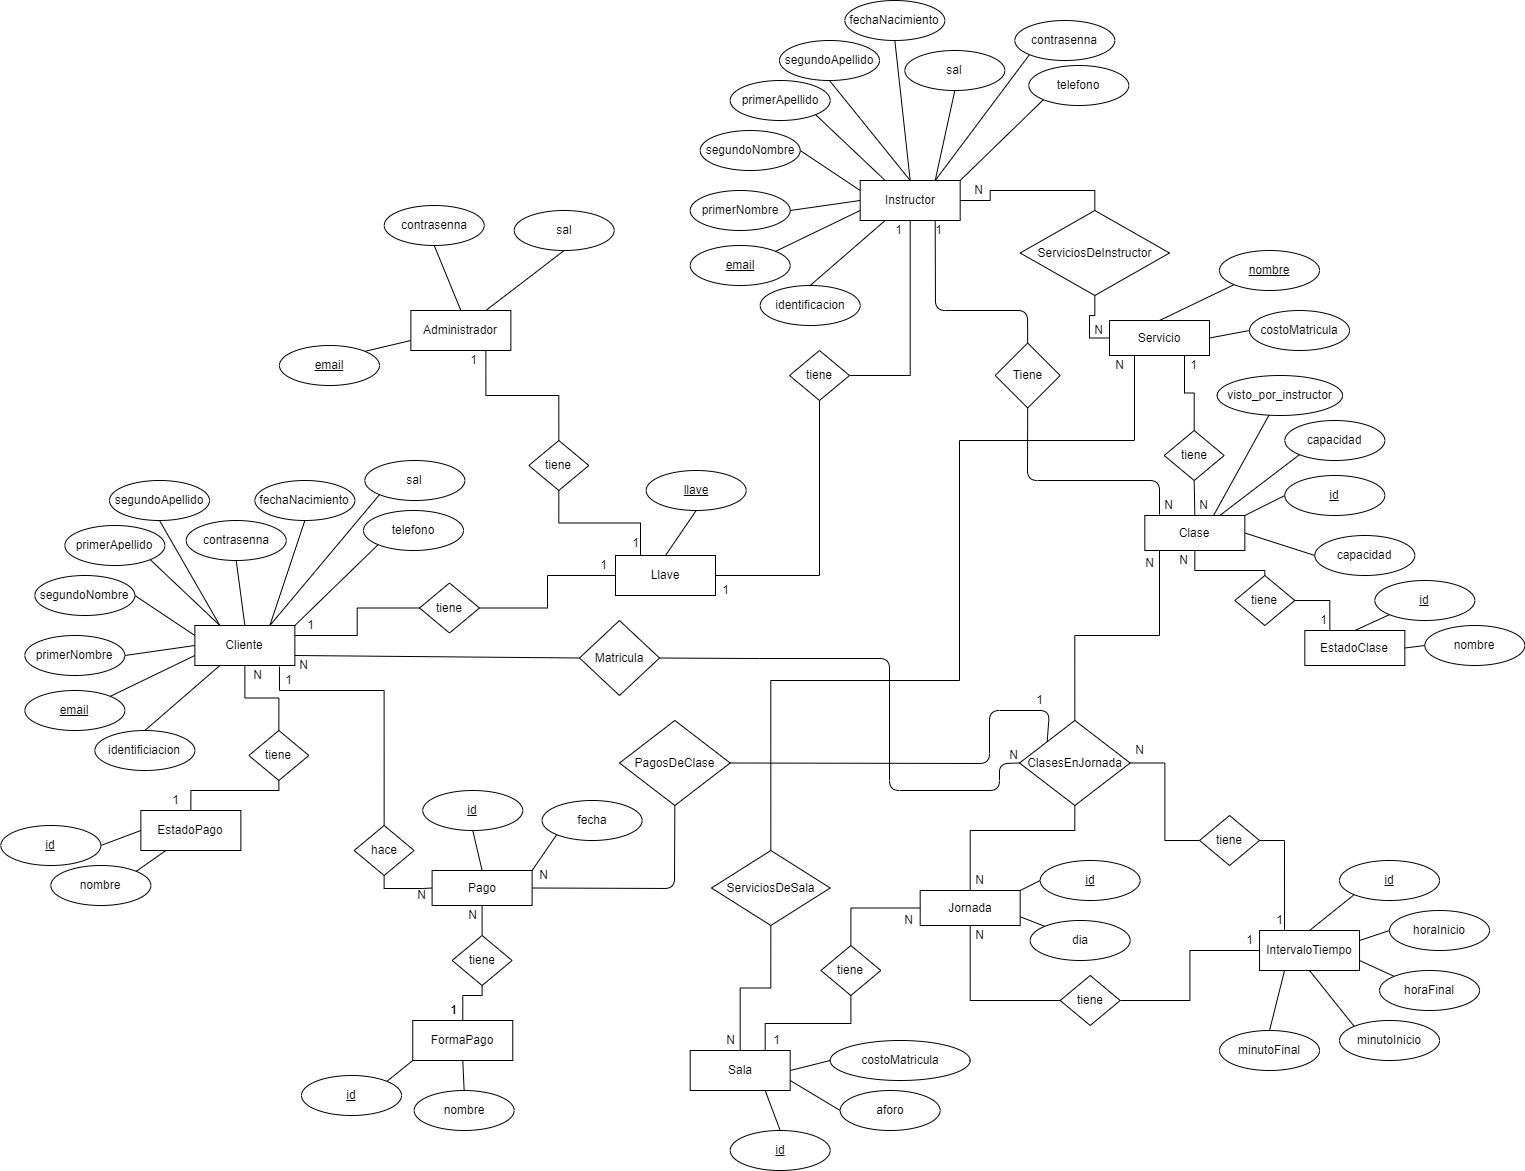 fechaNacimiento
contrasenna
segundoApellido
sal
telefono
primerApellido
segundoNombre
Instructor
N
primerNombre
contrasenna
sal
1
1
ServiciosDeInstructor
email
nombre
identificacion
Administrador
N
Servicio
costoMatricula
email
1
N
1
tiene
Tiene
visto_por_instructor
capacidad
tiene
tiene
sal
llave
id
segundoApellido
fechaNacimiento
N
N
telefono
Clase
contrasenna
primerApellido
1
capacidad
N
N
1
Llave
1
segundoNombre
tiene
tiene
id
1
1
Cliente
EstadoClase
nombre
primerNombre
N
Matricula
N
1
email
1
identificiacion
tiene
N
N
PagosDeClase
ClasesEnJornada
1
id
fecha
EstadoPago
tiene
id
hace
N
id
id
nombre
N
Pago
ServiciosDeSala
N
Jornada
N
N
1
horaInicio
N
dia
1
IntervaloTiempo
tiene
tiene
horaFinal
tiene
1
FormaPago
N
1
minutoInicio
minutoFinal
costoMatricula
Sala
id
nombre
aforo
id